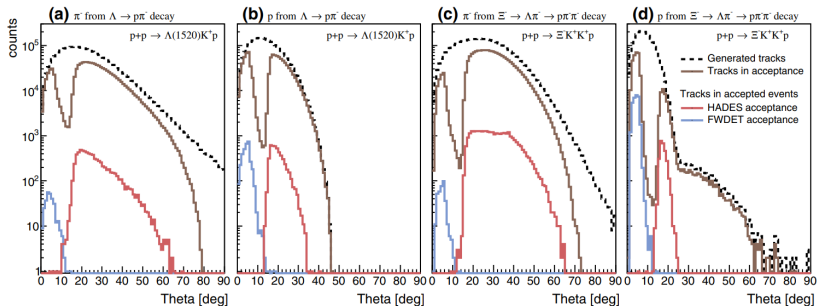 (a) π⁻ from Λ → pπ⁻ decay
(b) p from Λ → pπ⁻ decay
(c) π⁻ from Ξ⁻ → Λπ⁻ → pπ⁻π⁻ decay
(d) p from Ξ⁻ → Λπ⁻ → pπ⁻π⁻ decay
p+p → Λ(1520)K⁺p
p+p → Λ(1520)K⁺p
p+p → Ξ⁻K⁺K⁺p
p+p → Ξ⁻K⁺K⁺p
counts
10⁵
10⁴
10³
10²
10
1
Generated tracks
Tracks in acceptance
Tracks in accepted events
HADES acceptance
FWDET acceptance
0 10 20 30 40 50 60 70 80 90
0 10 20 30 40 50 60 70 80 90
0 10 20 30 40 50 60 70 80 90
0 10 20 30 40 50 60 70 80 90
Theta [deg]
Theta [deg]
Theta [deg]
Theta [deg]